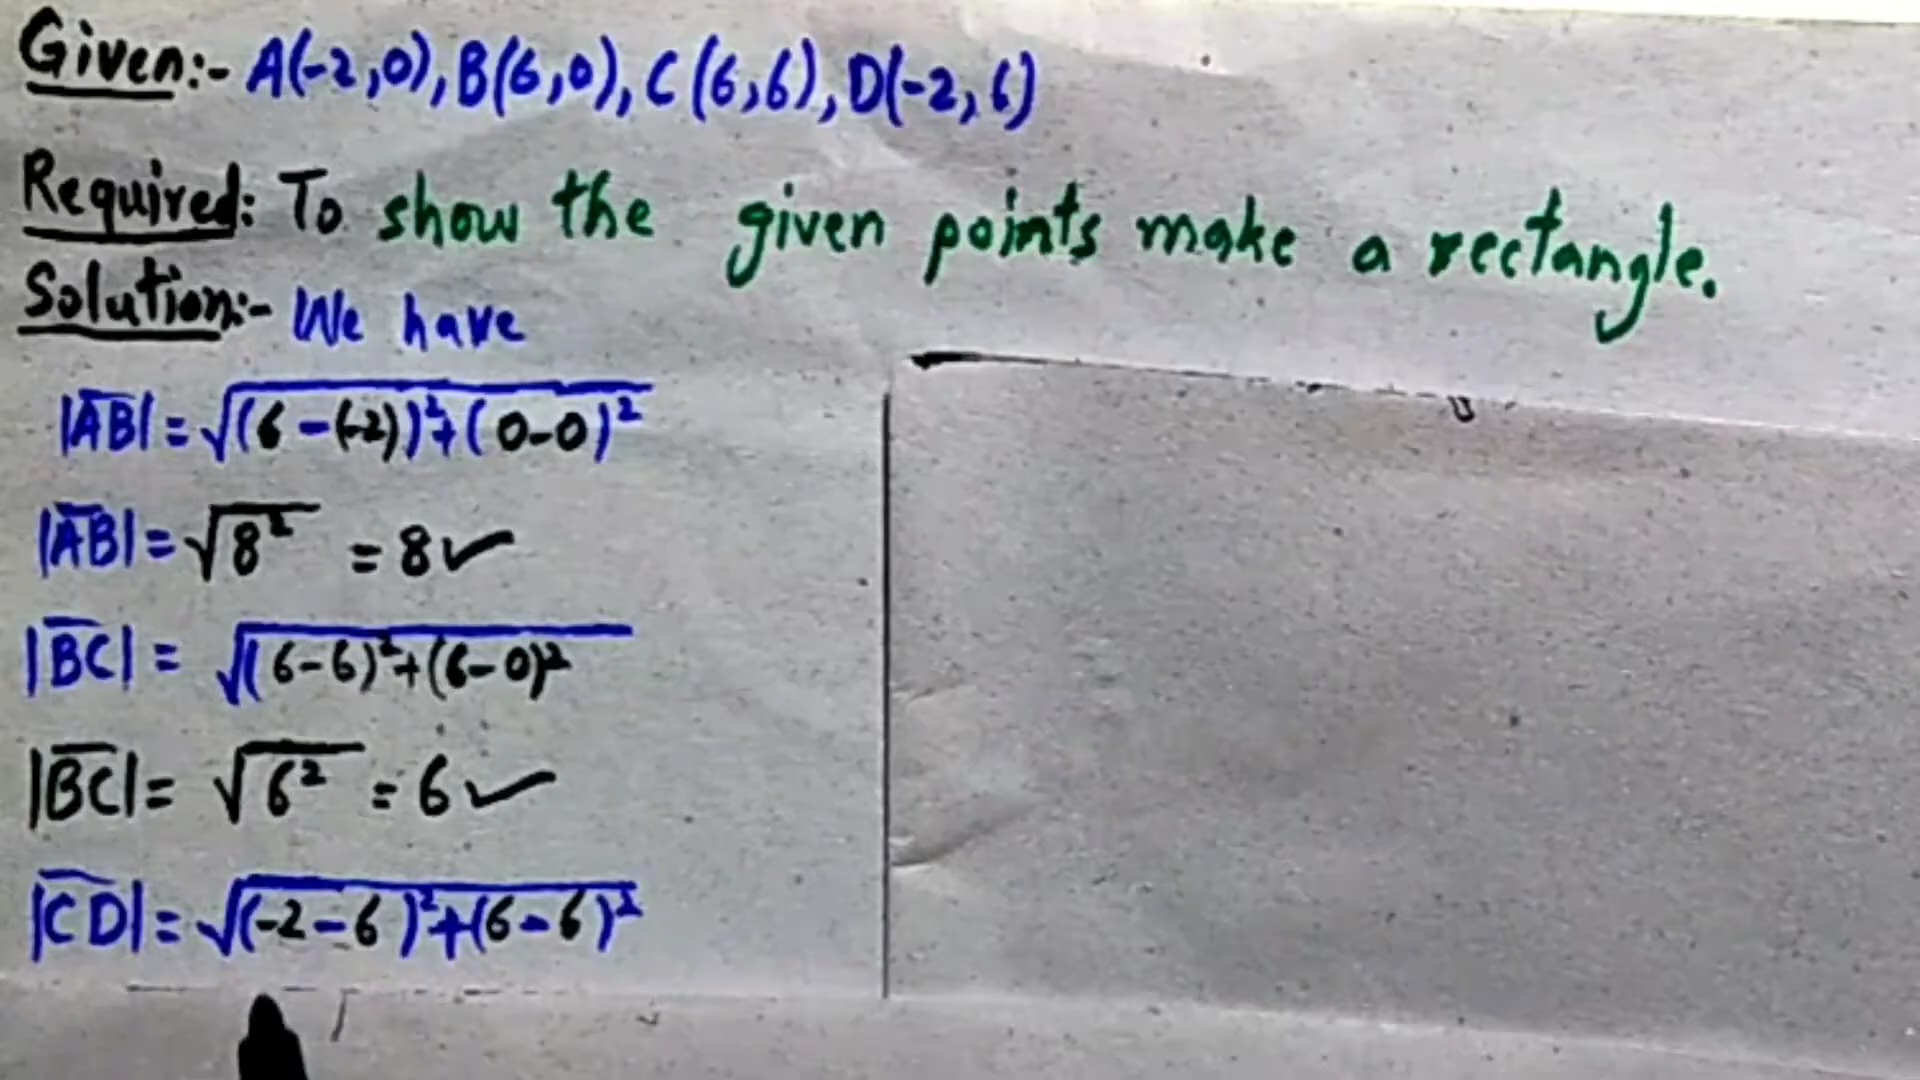 Given:- A(-2,0), B(6,0), C(6,6), D(-2,6)
Required: To show the given points make a rectangle.
Solution:- We have
|AB| = √(6-(-2))²+(0-0)²
|AB| = √8² = 8✓
|BC| = √(6-6)²+(6-0)²
|BC| = √6² = 6✓
|CD| = √(-2-6)²+(6-6)²